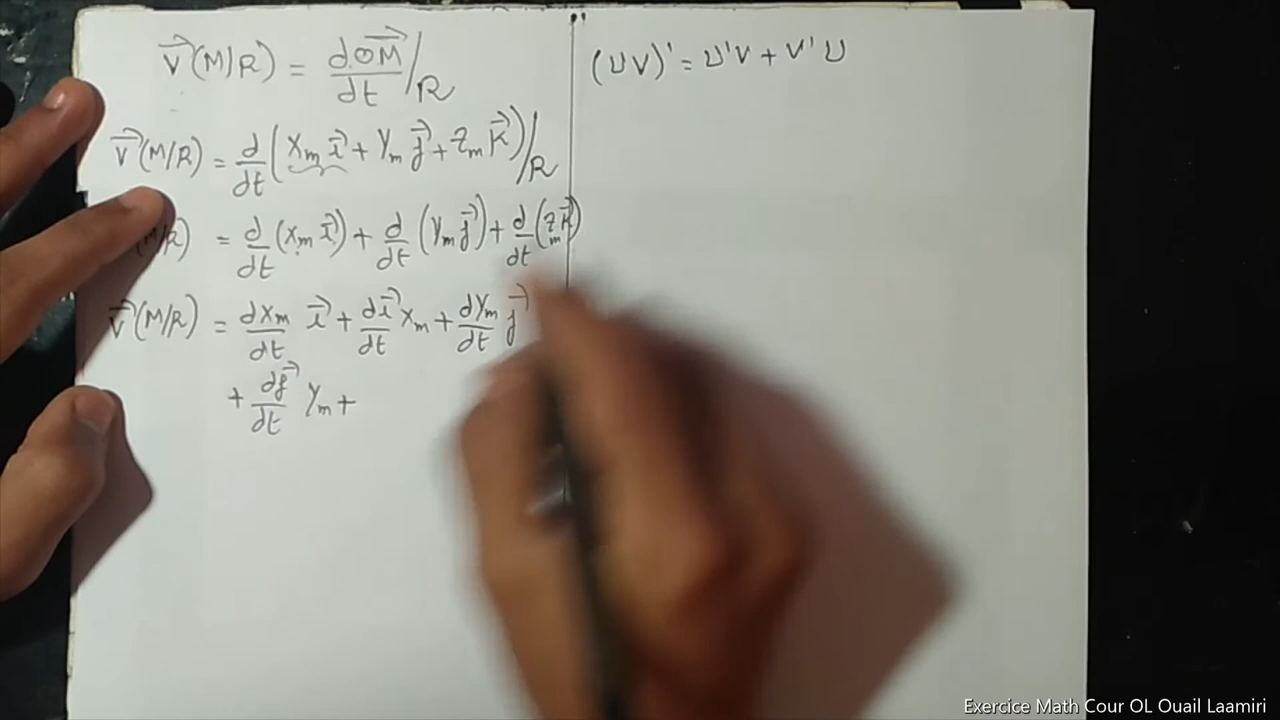 V⃗(M/R) = dOM⃗/dt /R
V⃗(M/R) = d/dt (Xm i⃗ + Ym j⃗ + Zm K⃗)/R
M/R) = d/dt (Xm i⃗) + d/dt (Ym j⃗) + d/dt (Zm K⃗)
V⃗(M/R) = dXm/dt i⃗ + di⃗/dt Xm + dYm/dt j⃗
+ dj⃗/dt Ym +
(UV)' = U'V + V'U
Exercice Math Cour OL Ouail Laamiri